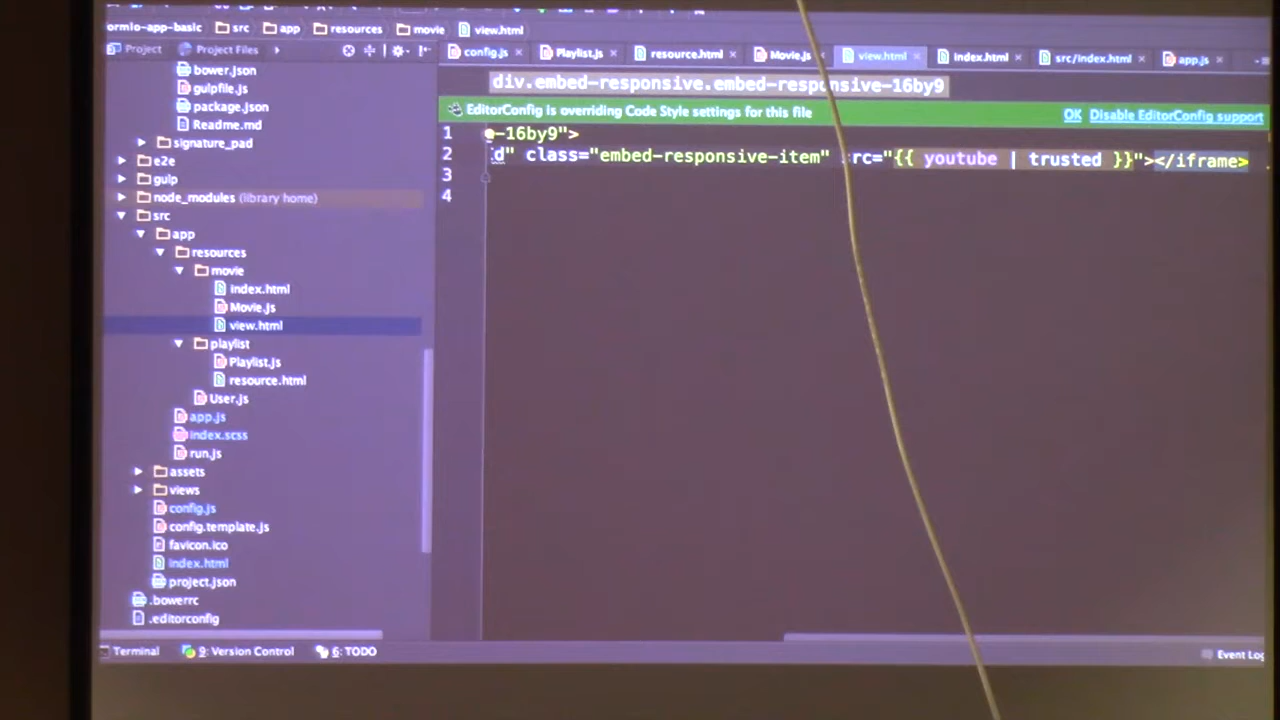 ormio-app-basic src app resources movie view.html
Project Project Files
config.js Playlist.js resource.html Movie.js view.html index.html src/index.html app.js
div.embed-responsive.embed-responsive-16by9
EditorConfig is overriding Code Style settings for this file OK Disable EditorConfig support
bower.json
gulpfile.js
package.json
Readme.md
signature_pad
e2e
gulp
node_modules (library home)
src
app
resources
movie
index.html
Movie.js
view.html
playlist
Playlist.js
resource.html
User.js
app.js
index.scss
run.js
assets
views
config.js
config.template.js
favicon.ico
index.html
project.json
.bowerrc
.editorconfig
1 -16by9">
2 d" class="embed-responsive-item" src="{{ youtube | trusted }}"></iframe>
3
4
Terminal 9: Version Control 6: TODO Event Log